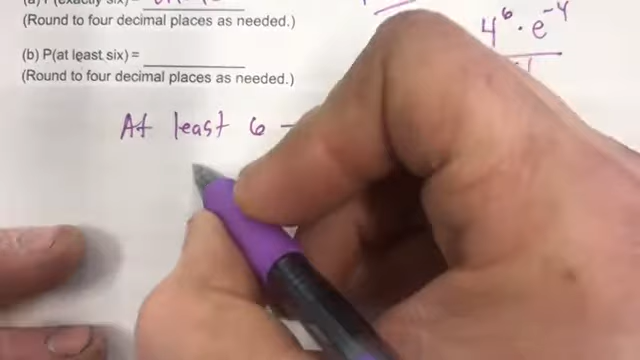 (Round to four decimal places as needed.)
4⁶ · e⁻⁴
(b) P(at least six) = ________
(Round to four decimal places as needed.)
At least 6 –